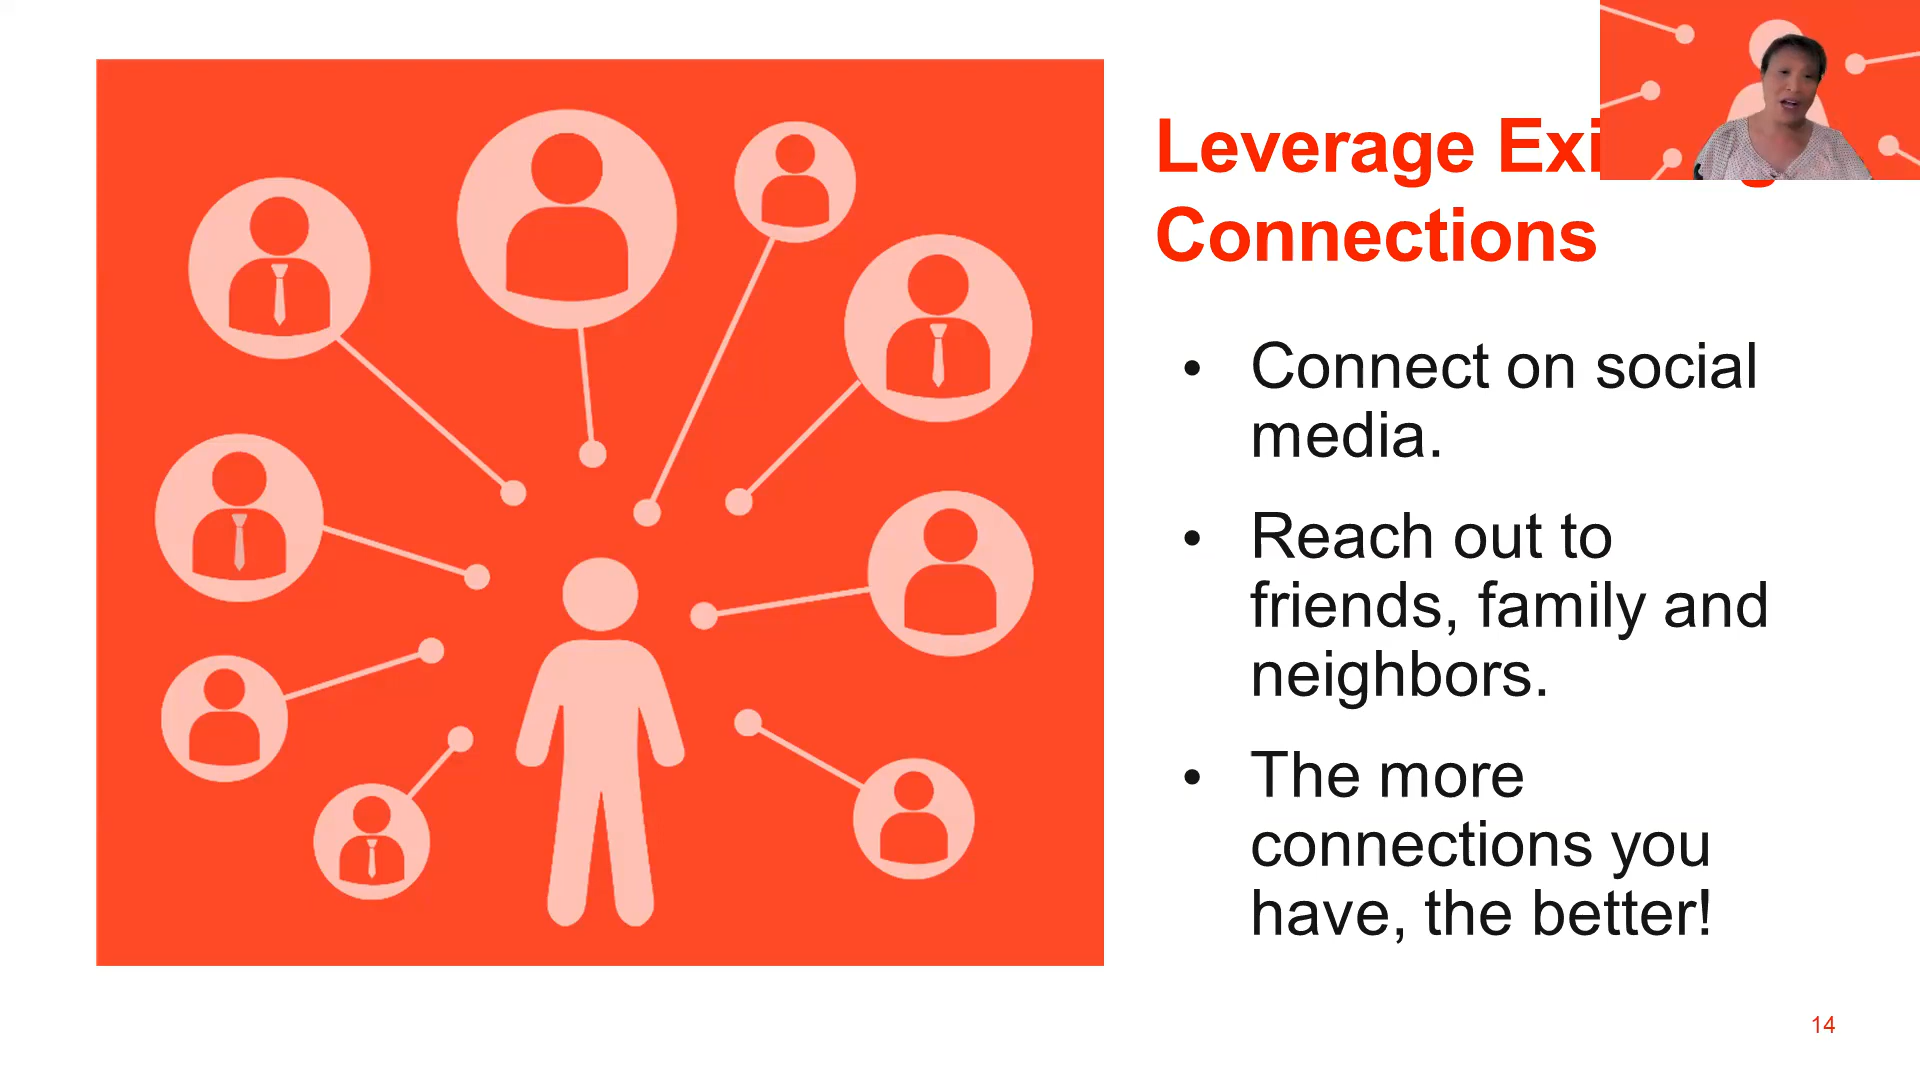 Leverage
Connections
• Connect on social
media.
• Reach out to
friends, family and
neighbors.
• The more
connections you
have, the better!
14